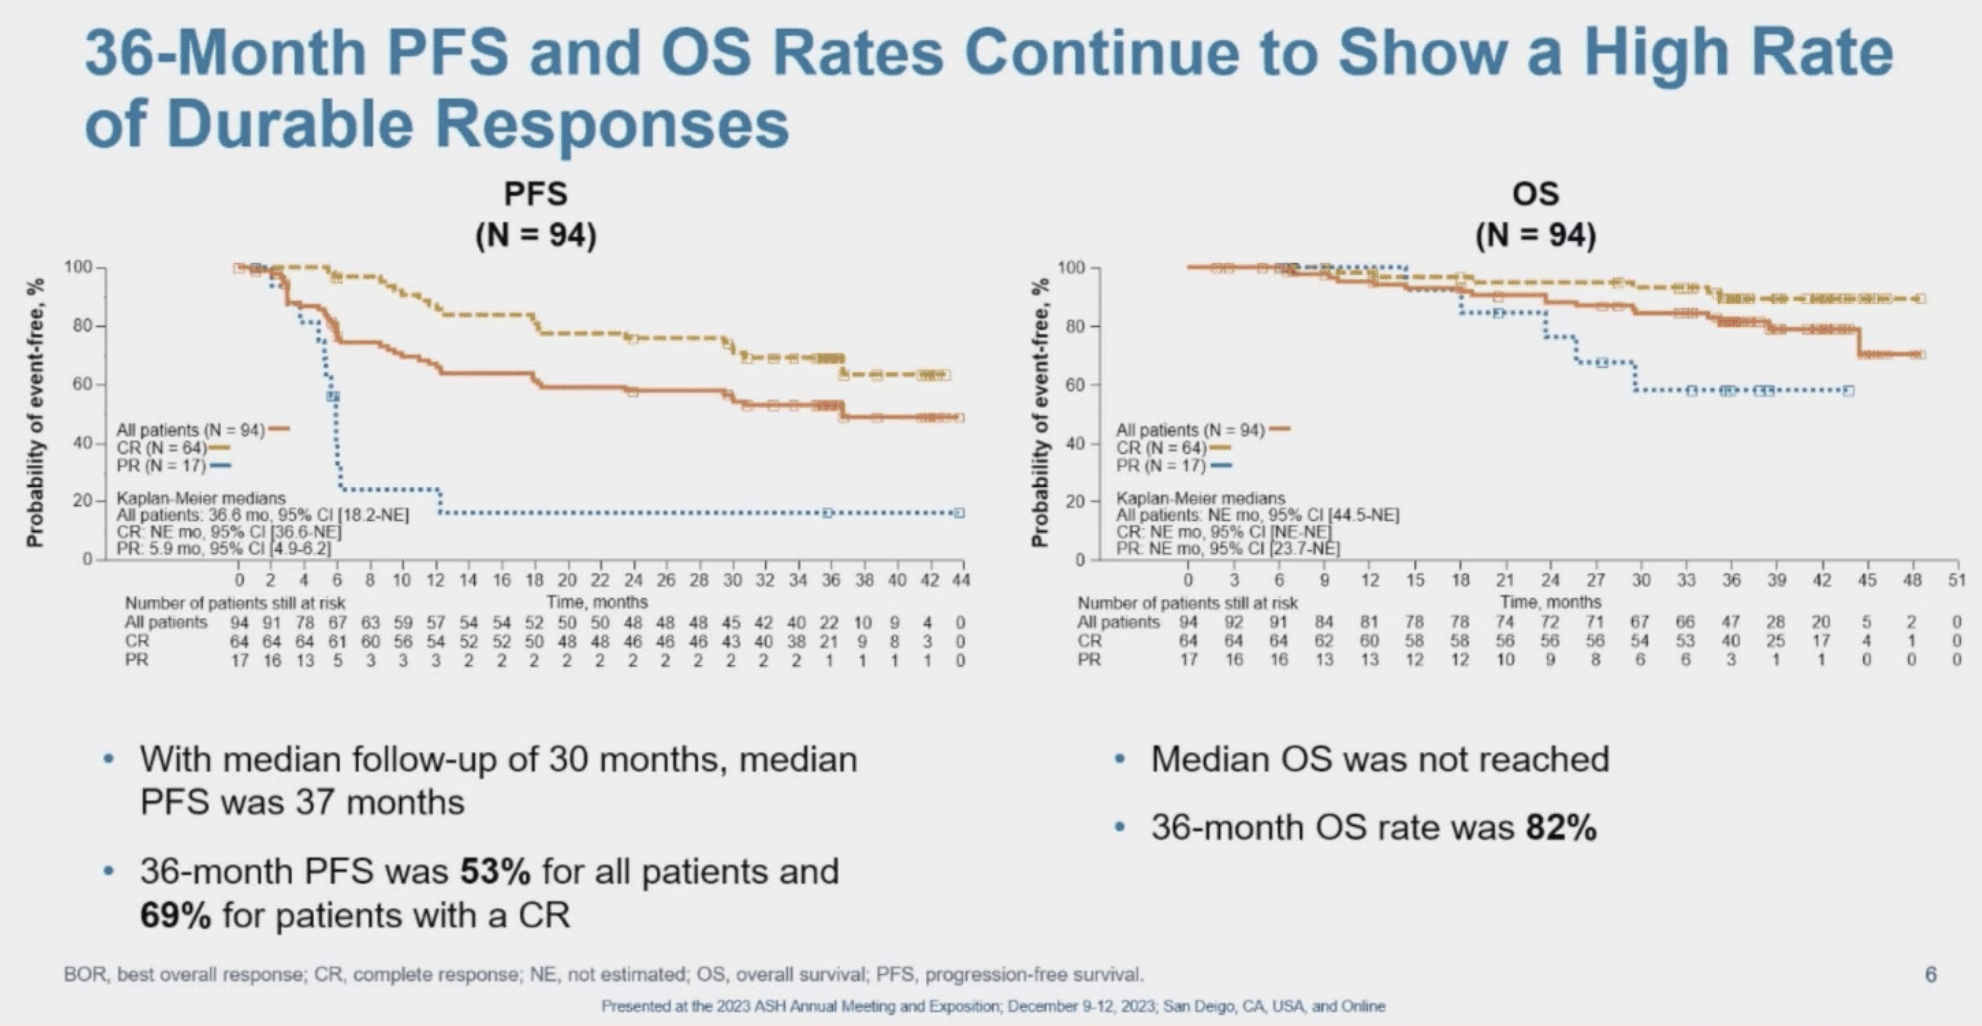 36-Month PFS and OS Rates Continue to Show a High Rate
of Durable Responses
PFS
(N = 94)
Probability of event-free, %
100
80
60
40
20
0
All patients (N = 94)
CR (N = 64)
PR (N = 17)
Kaplan-Meier medians
All patients: 36.6 mo, 95% CI [18.2-NE]
CR: NE mo, 95% CI [36.6-NE]
PR: 5.9 mo, 95% CI [4.9-6.2]
0 2 4 6 8 10 12 14 16 18 20 22 24 26 28 30 32 34 36 38 40 42 44
Number of patients still at risk Time, months
All patients 94 91 78 67 63 59 57 54 54 52 50 50 48 48 48 45 42 40 22 10 9 4 0
CR 64 64 64 61 60 56 54 52 52 50 48 48 46 46 46 43 40 38 21 9 8 3 0
PR 17 16 13 5 3 3 3 2 2 2 2 2 2 2 2 2 2 2 1 1 1 1 0
OS
(N = 94)
Probability of event-free, %
100
80
60
40
20
0
All patients (N = 94)
CR (N = 64)
PR (N = 17)
Kaplan-Meier medians
All patients: NE mo, 95% CI [44.5-NE]
CR: NE mo, 95% CI [NE-NE]
PR: NE mo, 95% CI [23.7-NE]
0 3 6 9 12 15 18 21 24 27 30 33 36 39 42 45 48 51
Number of patients still at risk Time, months
All patients 94 92 91 84 81 78 78 74 72 71 67 66 47 28 20 5 2 0
CR 64 64 64 62 60 58 58 56 56 56 54 53 40 25 17 4 1 0
PR 17 16 16 13 13 12 12 10 9 8 6 6 3 1 1 0 0 0
• With median follow-up of 30 months, median
PFS was 37 months
• 36-month PFS was 53% for all patients and
69% for patients with a CR
• Median OS was not reached
• 36-month OS rate was 82%
BOR, best overall response; CR, complete response; NE, not estimated; OS, overall survival; PFS, progression-free survival.
6
Presented at the 2023 ASH Annual Meeting and Exposition; December 9-12, 2023; San Deigo, CA, USA, and Online